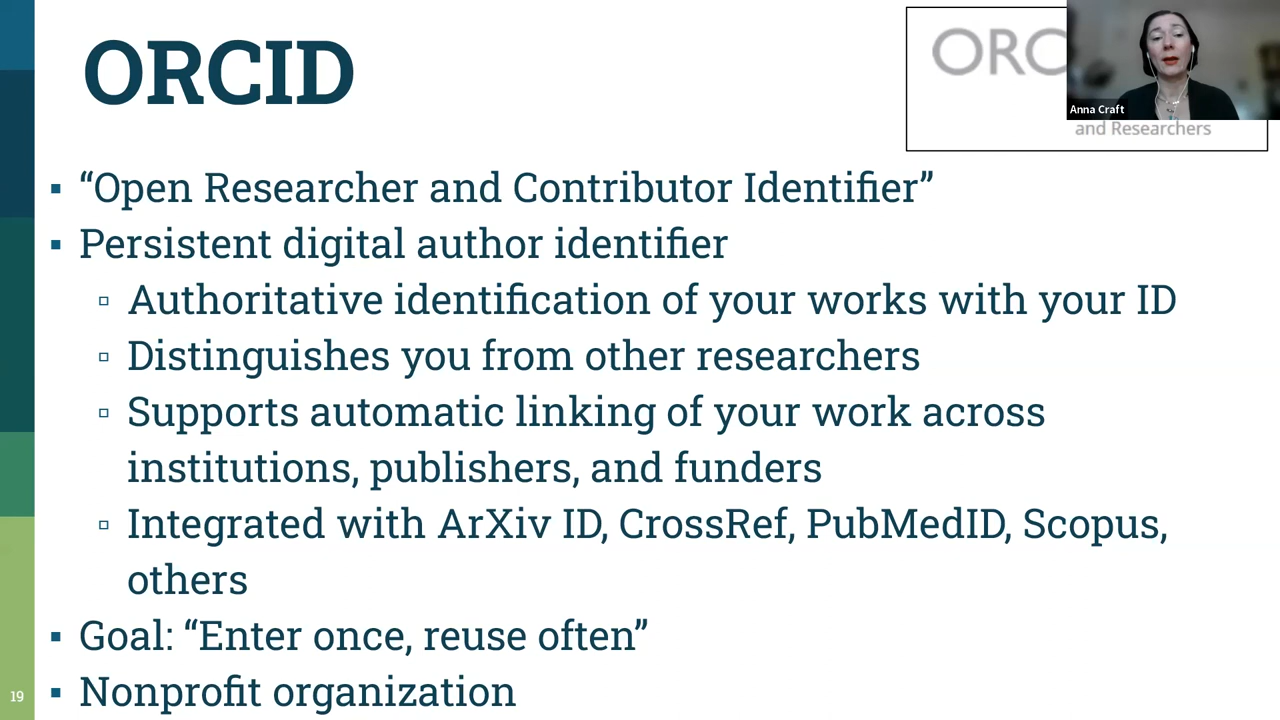 ORCID
ORC
Anna Craft
and Researchers
▪ “Open Researcher and Contributor Identifier”
▪ Persistent digital author identifier
▫ Authoritative identification of your works with your ID
▫ Distinguishes you from other researchers
▫ Supports automatic linking of your work across
institutions, publishers, and funders
▫ Integrated with ArXiv ID, CrossRef, PubMedID, Scopus,
others
▪ Goal: “Enter once, reuse often”
▪ Nonprofit organization
19